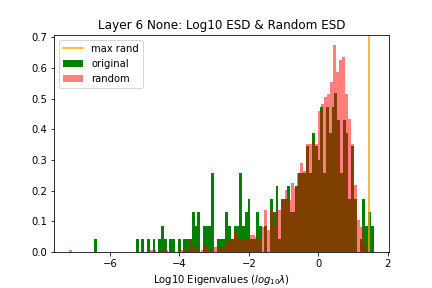 Layer 6 None: Log10 ESD & Random ESD
max rand
original
random
0.7
0.6
0.5
0.4
0.3
0.2
0.1
0.0
−6 −4 −2 0 2
Log10 Eigenvalues (log₁₀λ)